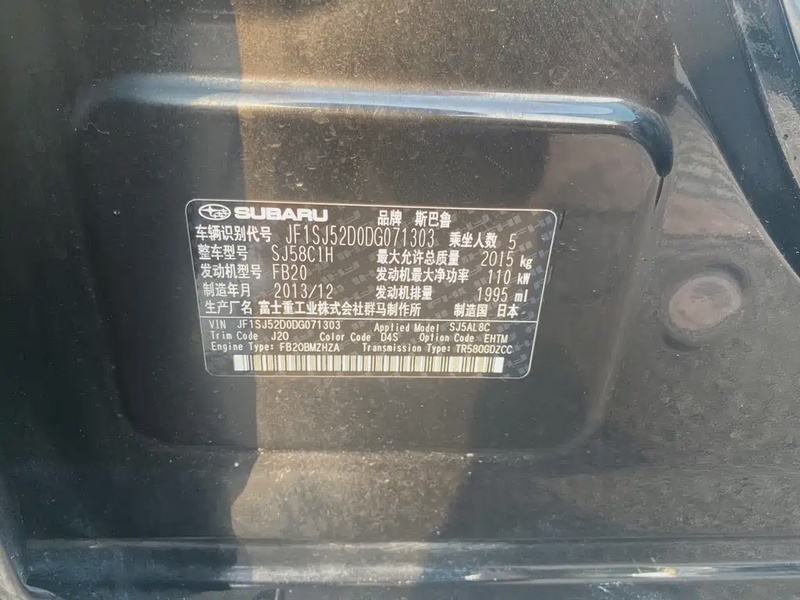 SUBARU 品牌 斯巴鲁
车辆识别代号 JF1SJ52D0DG071303 乘坐人数 5
整车型号 SJ58C1H 最大允许总质量 2015 kg
发动机型号 FB20 发动机最大净功率 110 kW
制造年月 2013/12 发动机排量 1995 ml
生产厂名 富士重工业株式会社群马制作所 制造国 日本
VIN JF1SJ52D0DG071303 Applied Model SJ5AL8C
Trim Code J20 Color Code D4S Option Code EHTM
Engine Type: FB20BMZHZA Transmission Type: TR580GDZCC